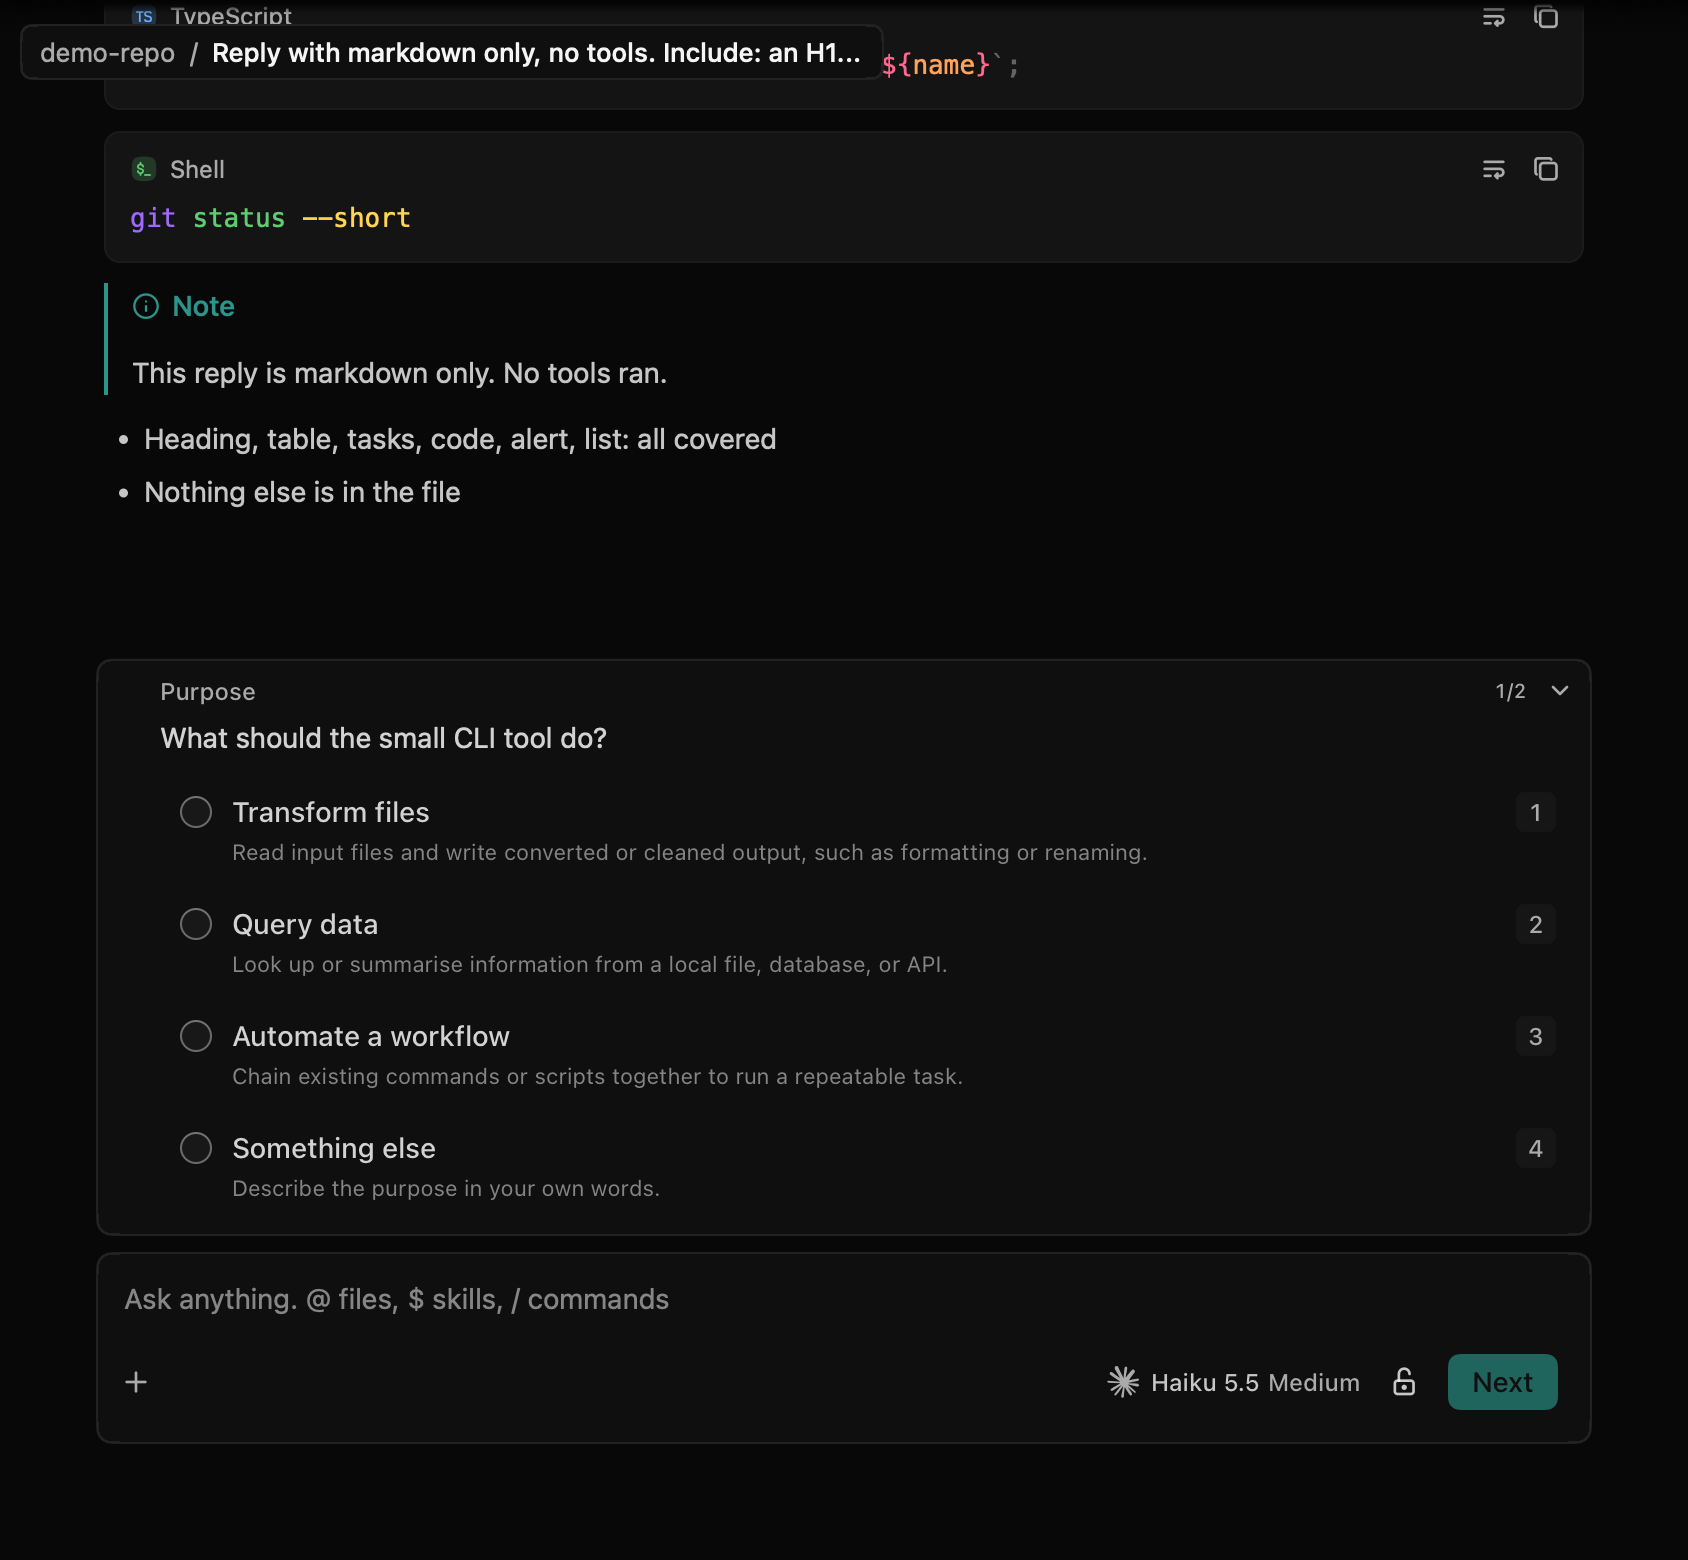 TS TypeScript
demo-repo / Reply with markdown only, no tools. Include: an H1...
${name}`;
$_ Shell
git status --short
Note
This reply is markdown only. No tools ran.
• Heading, table, tasks, code, alert, list: all covered
• Nothing else is in the file
Purpose 1/2
What should the small CLI tool do?
Transform files 1
Read input files and write converted or cleaned output, such as formatting or renaming.
Query data 2
Look up or summarise information from a local file, database, or API.
Automate a workflow 3
Chain existing commands or scripts together to run a repeatable task.
Something else 4
Describe the purpose in your own words.
Ask anything. @ files, $ skills, / commands
Haiku 5.5 Medium Next